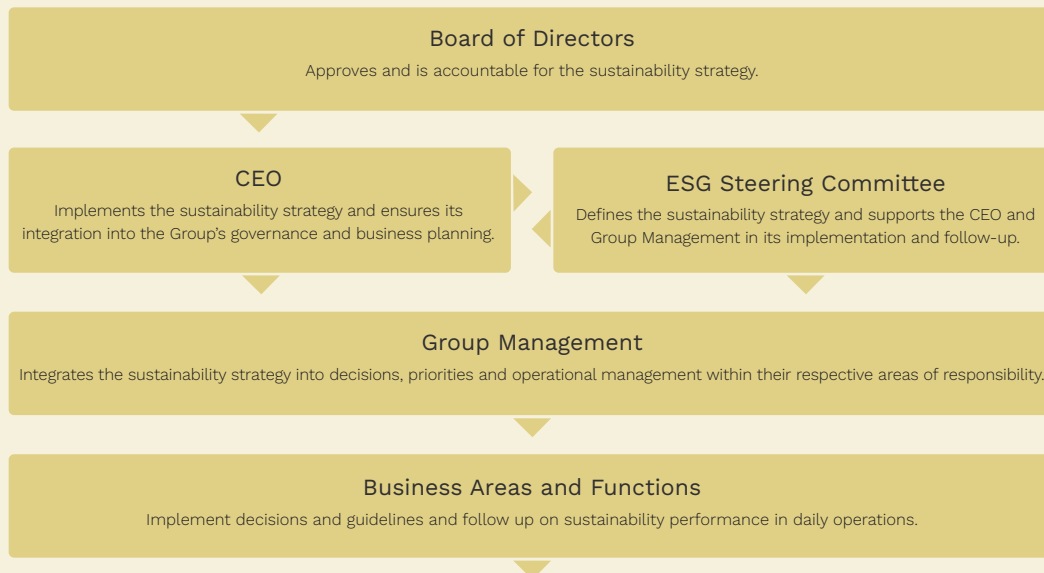 Board of Directors
Approves and is accountable for the sustainability strategy.
CEO
Implements the sustainability strategy and ensures its
integration into the Group’s governance and business planning.
ESG Steering Committee
Defines the sustainability strategy and supports the CEO and
Group Management in its implementation and follow-up.
Group Management
Integrates the sustainability strategy into decisions, priorities and operational management within their respective areas of responsibility.
Business Areas and Functions
Implement decisions and guidelines and follow up on sustainability performance in daily operations.